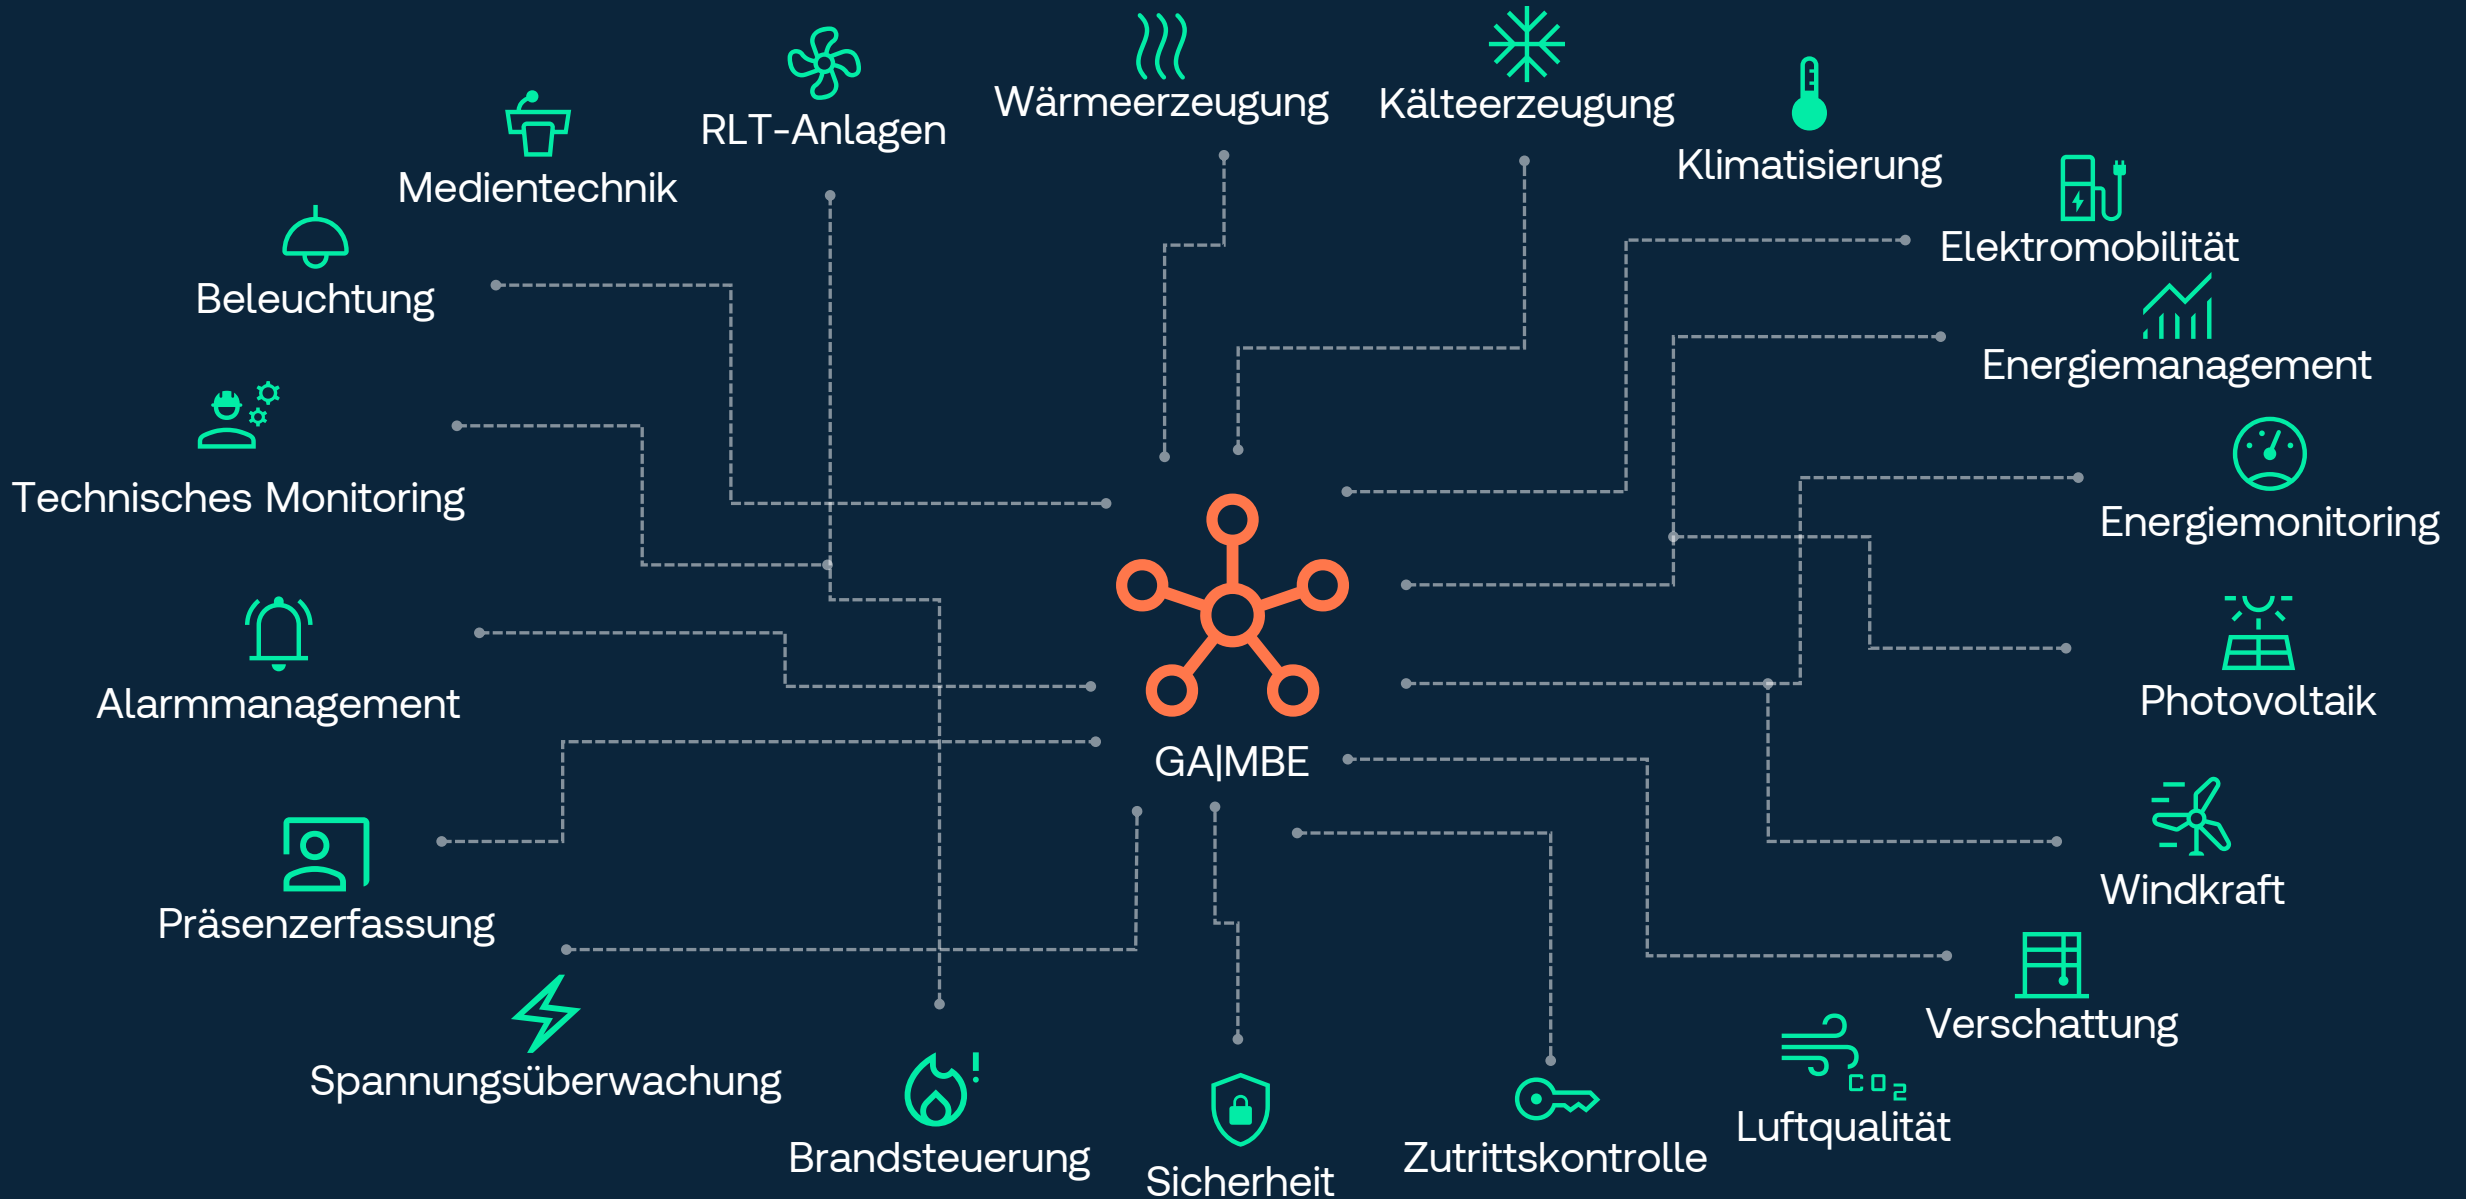 Wärmeerzeugung
Kälteerzeugung
RLT-Anlagen
Klimatisierung
Medientechnik
Elektromobilität
Beleuchtung
Energiemanagement
Technisches Monitoring
Energiemonitoring
Alarmmanagement
Photovoltaik
GA|MBE
Windkraft
Präsenzerfassung
Verschattung
Spannungsüberwachung
CO2
Luftqualität
Brandsteuerung
Zutrittskontrolle
Sicherheit